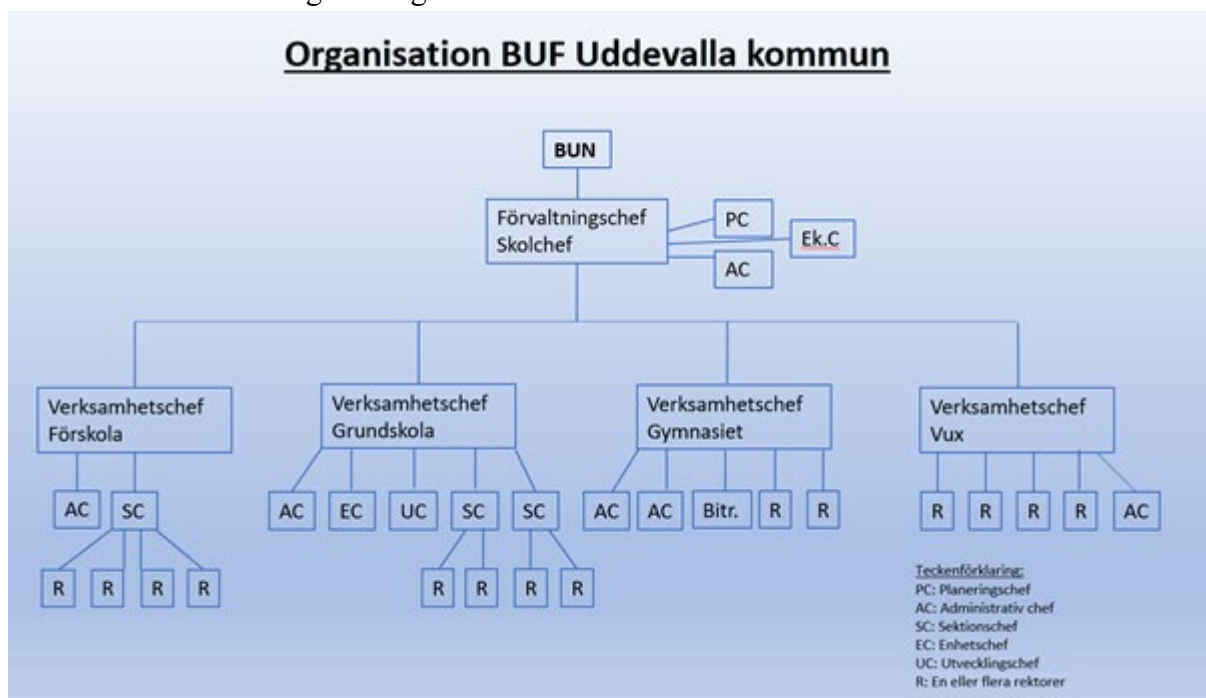 Organisation BUF Uddevalla kommun
BUN
Förvaltningschef
Skolchef
PC
Ek.C
AC
Verksamhetschef
Förskola
Verksamhetschef
Grundskola
Verksamhetschef
Gymnasiet
Verksamhetschef
Vux
AC SC
AC EC UC SC SC
AC AC Bitr. R R
R R R R AC
R R R R
R R R R
Teckenförklaring:
PC: Planeringschef
AC: Administrativ chef
SC: Sektionschef
EC: Enhetschef
UC: Utvecklingschef
R: En eller flera rektorer